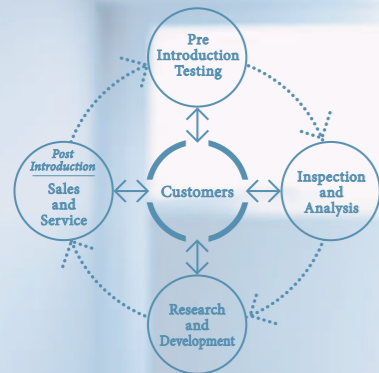 Pre
Introduction
Testing
Post
Introduction
Sales
and
Service
Customers
Inspection
and
Analysis
Research
and
Development